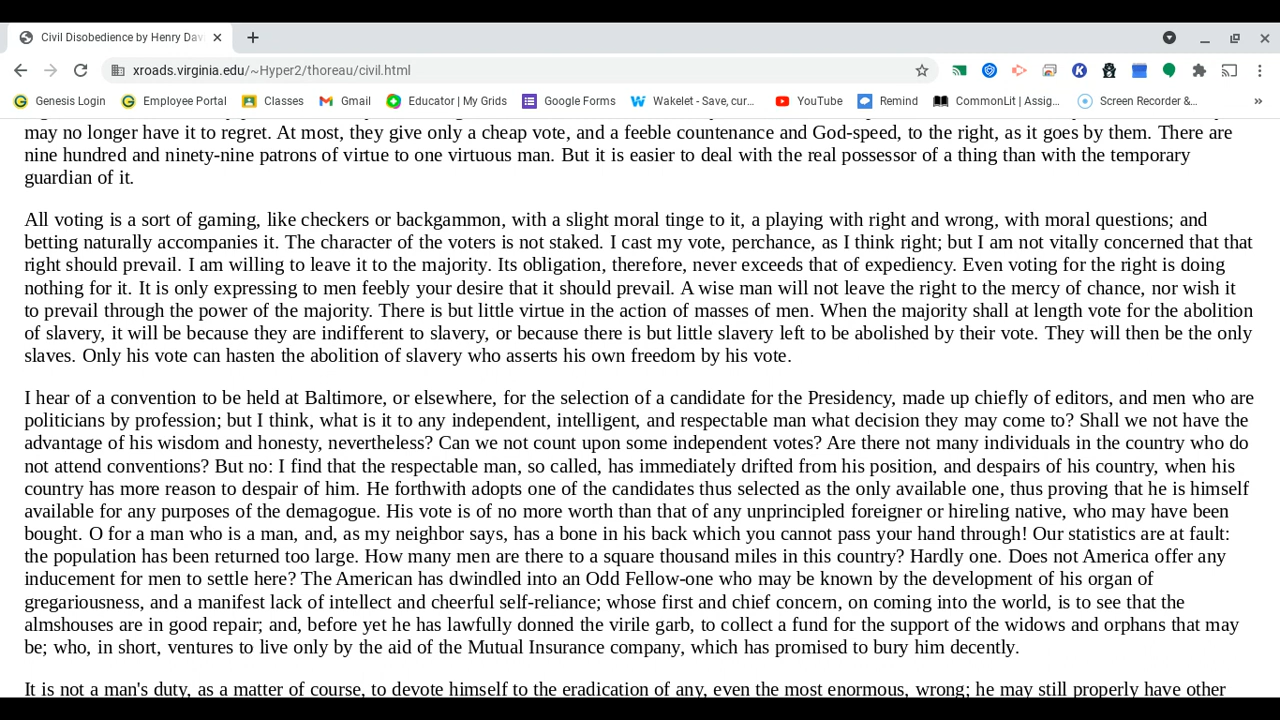 Civil Disobedience by Henry Dav
xroads.virginia.edu/~Hyper2/thoreau/civil.html
Genesis Login Employee Portal Classes Gmail Educator | My Grids Google Forms Wakelet - Save, cur... YouTube Remind CommonLit | Assig... Screen Recorder &...
may no longer have it to regret. At most, they give only a cheap vote, and a feeble countenance and God-speed, to the right, as it goes by them. There are
nine hundred and ninety-nine patrons of virtue to one virtuous man. But it is easier to deal with the real possessor of a thing than with the temporary
guardian of it.
All voting is a sort of gaming, like checkers or backgammon, with a slight moral tinge to it, a playing with right and wrong, with moral questions; and
betting naturally accompanies it. The character of the voters is not staked. I cast my vote, perchance, as I think right; but I am not vitally concerned that that
right should prevail. I am willing to leave it to the majority. Its obligation, therefore, never exceeds that of expediency. Even voting for the right is doing
nothing for it. It is only expressing to men feebly your desire that it should prevail. A wise man will not leave the right to the mercy of chance, nor wish it
to prevail through the power of the majority. There is but little virtue in the action of masses of men. When the majority shall at length vote for the abolition
of slavery, it will be because they are indifferent to slavery, or because there is but little slavery left to be abolished by their vote. They will then be the only
slaves. Only his vote can hasten the abolition of slavery who asserts his own freedom by his vote.
I hear of a convention to be held at Baltimore, or elsewhere, for the selection of a candidate for the Presidency, made up chiefly of editors, and men who are
politicians by profession; but I think, what is it to any independent, intelligent, and respectable man what decision they may come to? Shall we not have the
advantage of his wisdom and honesty, nevertheless? Can we not count upon some independent votes? Are there not many individuals in the country who do
not attend conventions? But no: I find that the respectable man, so called, has immediately drifted from his position, and despairs of his country, when his
country has more reason to despair of him. He forthwith adopts one of the candidates thus selected as the only available one, thus proving that he is himself
available for any purposes of the demagogue. His vote is of no more worth than that of any unprincipled foreigner or hireling native, who may have been
bought. O for a man who is a man, and, as my neighbor says, has a bone in his back which you cannot pass your hand through! Our statistics are at fault:
the population has been returned too large. How many men are there to a square thousand miles in this country? Hardly one. Does not America offer any
inducement for men to settle here? The American has dwindled into an Odd Fellow-one who may be known by the development of his organ of
gregariousness, and a manifest lack of intellect and cheerful self-reliance; whose first and chief concern, on coming into the world, is to see that the
almshouses are in good repair; and, before yet he has lawfully donned the virile garb, to collect a fund for the support of the widows and orphans that may
be; who, in short, ventures to live only by the aid of the Mutual Insurance company, which has promised to bury him decently.
It is not a man's duty, as a matter of course, to devote himself to the eradication of any, even the most enormous, wrong; he may still properly have other